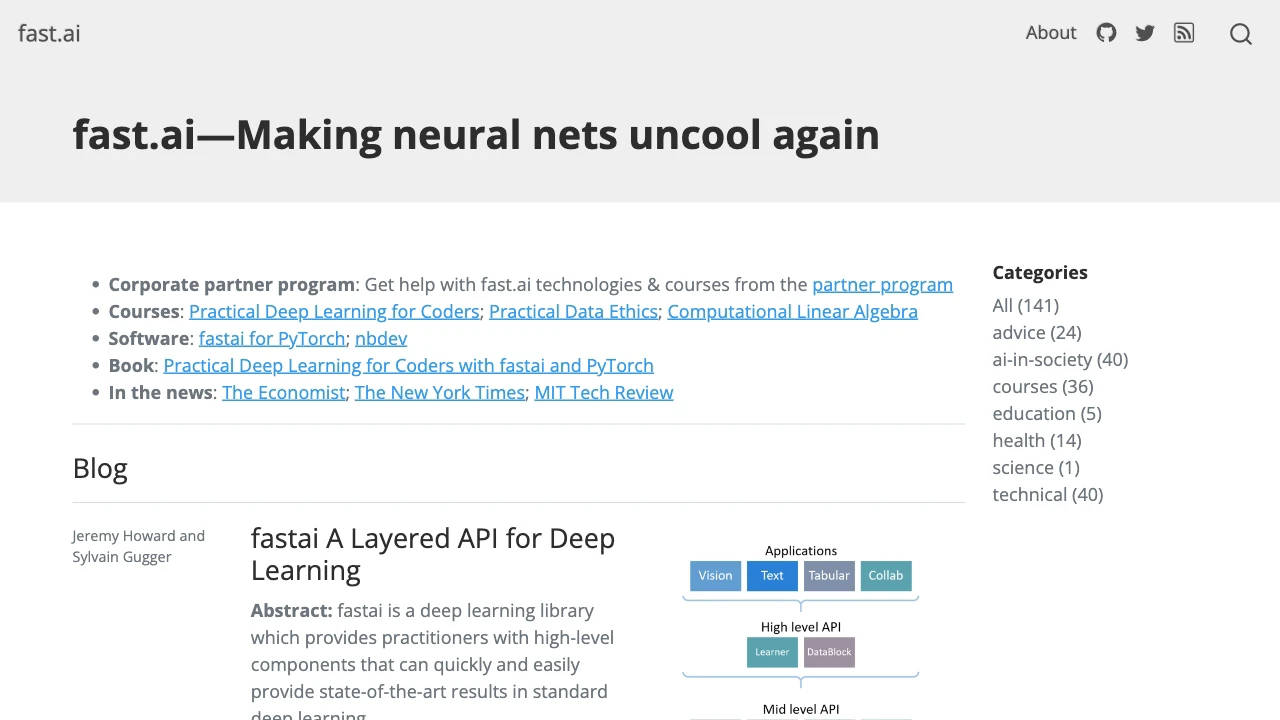 fast.ai
About
fast.ai—Making neural nets uncool again
Corporate partner program: Get help with fast.ai technologies & courses from the partner program
Courses: Practical Deep Learning for Coders; Practical Data Ethics; Computational Linear Algebra
Software: fastai for PyTorch; nbdev
Book: Practical Deep Learning for Coders with fastai and PyTorch
In the news: The Economist; The New York Times; MIT Tech Review
Categories
All (141)
advice (24)
ai-in-society (40)
courses (36)
education (5)
health (14)
science (1)
technical (40)
Blog
Jeremy Howard and
Sylvain Gugger
fastai A Layered API for Deep
Learning
Abstract: fastai is a deep learning library
which provides practitioners with high-level
components that can quickly and easily
provide state-of-the-art results in standard
deep learning
Applications
Vision Text Tabular Collab
High level API
Learner DataBlock
Mid level API